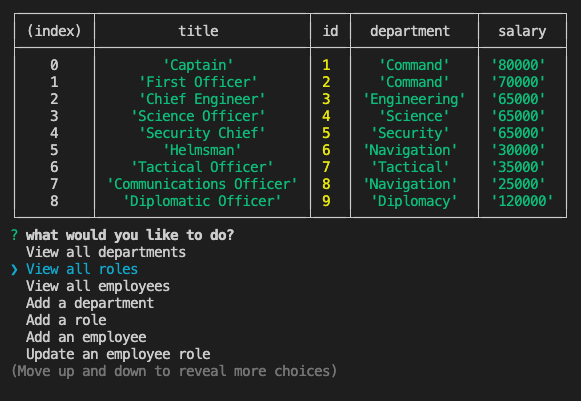 (index) title id department salary
0 'Captain' 1 'Command' '80000'
1 'First Officer' 2 'Command' '70000'
2 'Chief Engineer' 3 'Engineering' '65000'
3 'Science Officer' 4 'Science' '65000'
4 'Security Chief' 5 'Security' '65000'
5 'Helmsman' 6 'Navigation' '30000'
6 'Tactical Officer' 7 'Tactical' '35000'
7 'Communications Officer' 8 'Navigation' '25000'
8 'Diplomatic Officer' 9 'Diplomacy' '120000'
? what would you like to do?
View all departments
❯ View all roles
View all employees
Add a department
Add a role
Add an employee
Update an employee role
(Move up and down to reveal more choices)